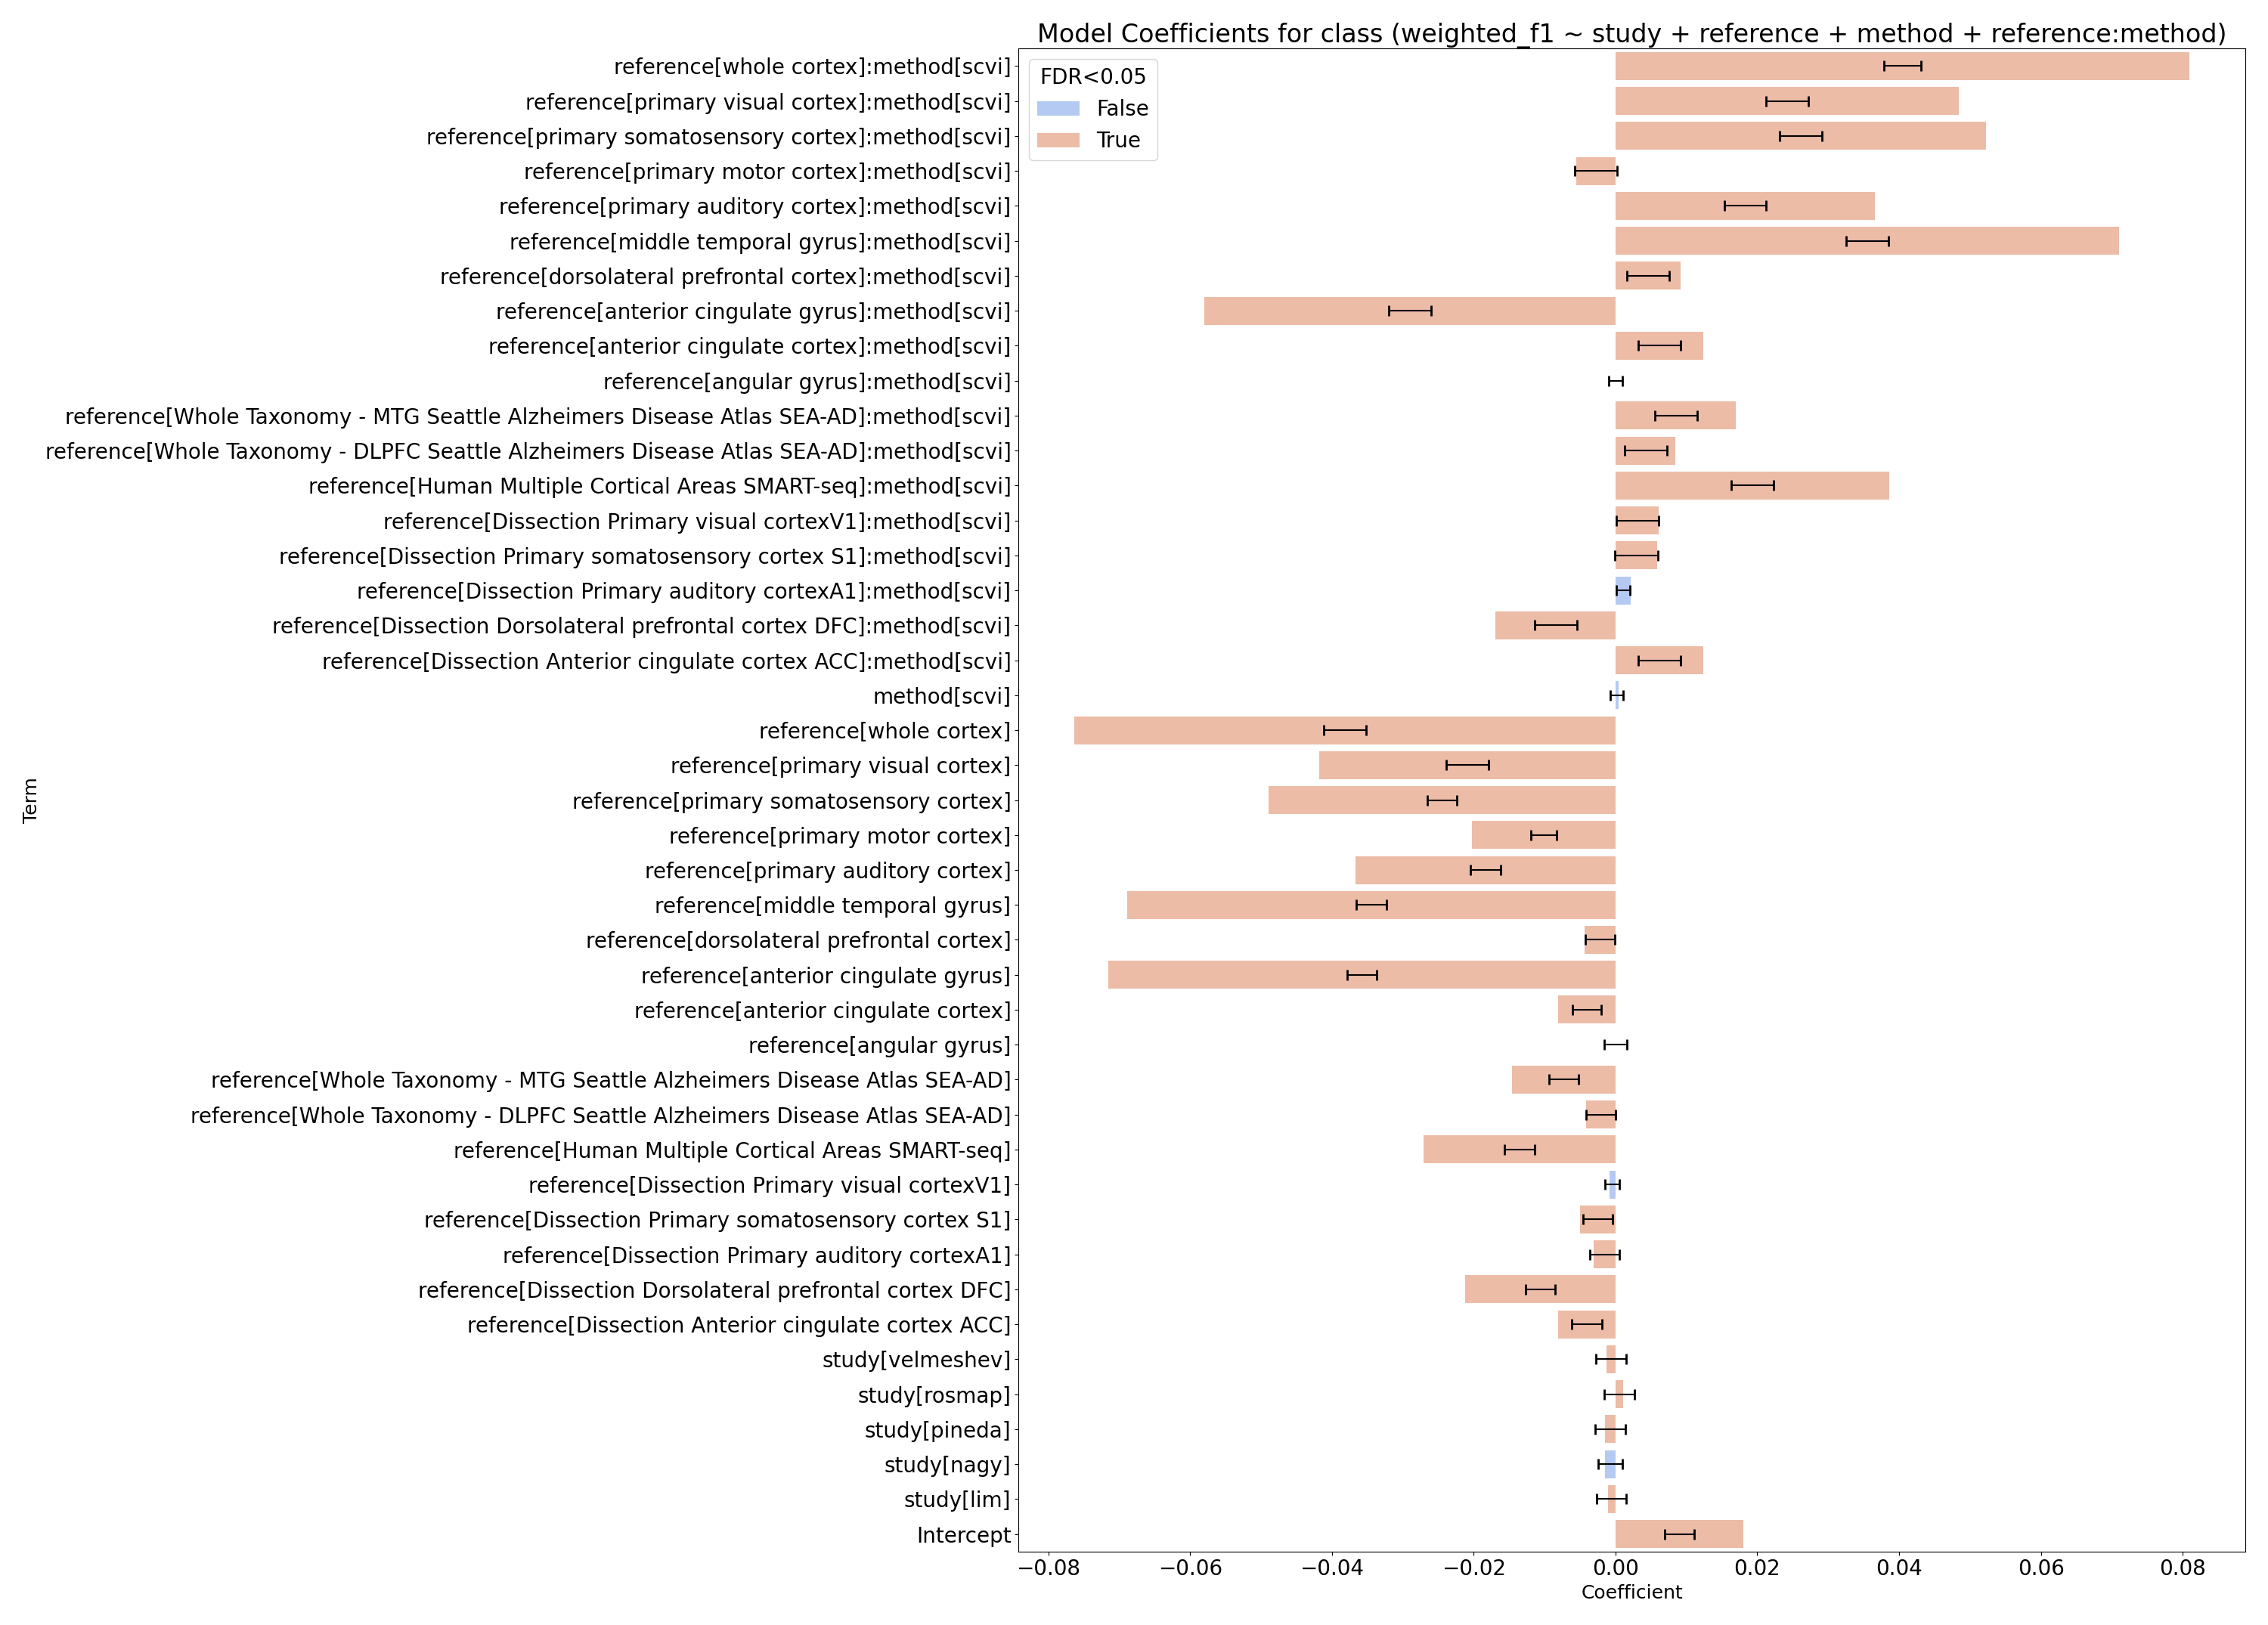 Model Coefficients for class (weighted_f1 ~ study + reference + method + reference:method)
FDR<0.05
False
True
reference[whole cortex]:method[scvi]
reference[primary visual cortex]:method[scvi]
reference[primary somatosensory cortex]:method[scvi]
reference[primary motor cortex]:method[scvi]
reference[primary auditory cortex]:method[scvi]
reference[middle temporal gyrus]:method[scvi]
reference[dorsolateral prefrontal cortex]:method[scvi]
reference[anterior cingulate gyrus]:method[scvi]
reference[anterior cingulate cortex]:method[scvi]
reference[angular gyrus]:method[scvi]
reference[Whole Taxonomy - MTG Seattle Alzheimers Disease Atlas SEA-AD]:method[scvi]
reference[Whole Taxonomy - DLPFC Seattle Alzheimers Disease Atlas SEA-AD]:method[scvi]
reference[Human Multiple Cortical Areas SMART-seq]:method[scvi]
reference[Dissection Primary visual cortexV1]:method[scvi]
reference[Dissection Primary somatosensory cortex S1]:method[scvi]
reference[Dissection Primary auditory cortexA1]:method[scvi]
reference[Dissection Dorsolateral prefrontal cortex DFC]:method[scvi]
reference[Dissection Anterior cingulate cortex ACC]:method[scvi]
method[scvi]
reference[whole cortex]
reference[primary visual cortex]
reference[primary somatosensory cortex]
reference[primary motor cortex]
reference[primary auditory cortex]
reference[middle temporal gyrus]
reference[dorsolateral prefrontal cortex]
reference[anterior cingulate gyrus]
reference[anterior cingulate cortex]
reference[angular gyrus]
reference[Whole Taxonomy - MTG Seattle Alzheimers Disease Atlas SEA-AD]
reference[Whole Taxonomy - DLPFC Seattle Alzheimers Disease Atlas SEA-AD]
reference[Human Multiple Cortical Areas SMART-seq]
reference[Dissection Primary visual cortexV1]
reference[Dissection Primary somatosensory cortex S1]
reference[Dissection Primary auditory cortexA1]
reference[Dissection Dorsolateral prefrontal cortex DFC]
reference[Dissection Anterior cingulate cortex ACC]
study[velmeshev]
study[rosmap]
study[pineda]
study[nagy]
study[lim]
Intercept
Term
−0.08 −0.06 −0.04 −0.02 0.00 0.02 0.04 0.06 0.08
Coefficient